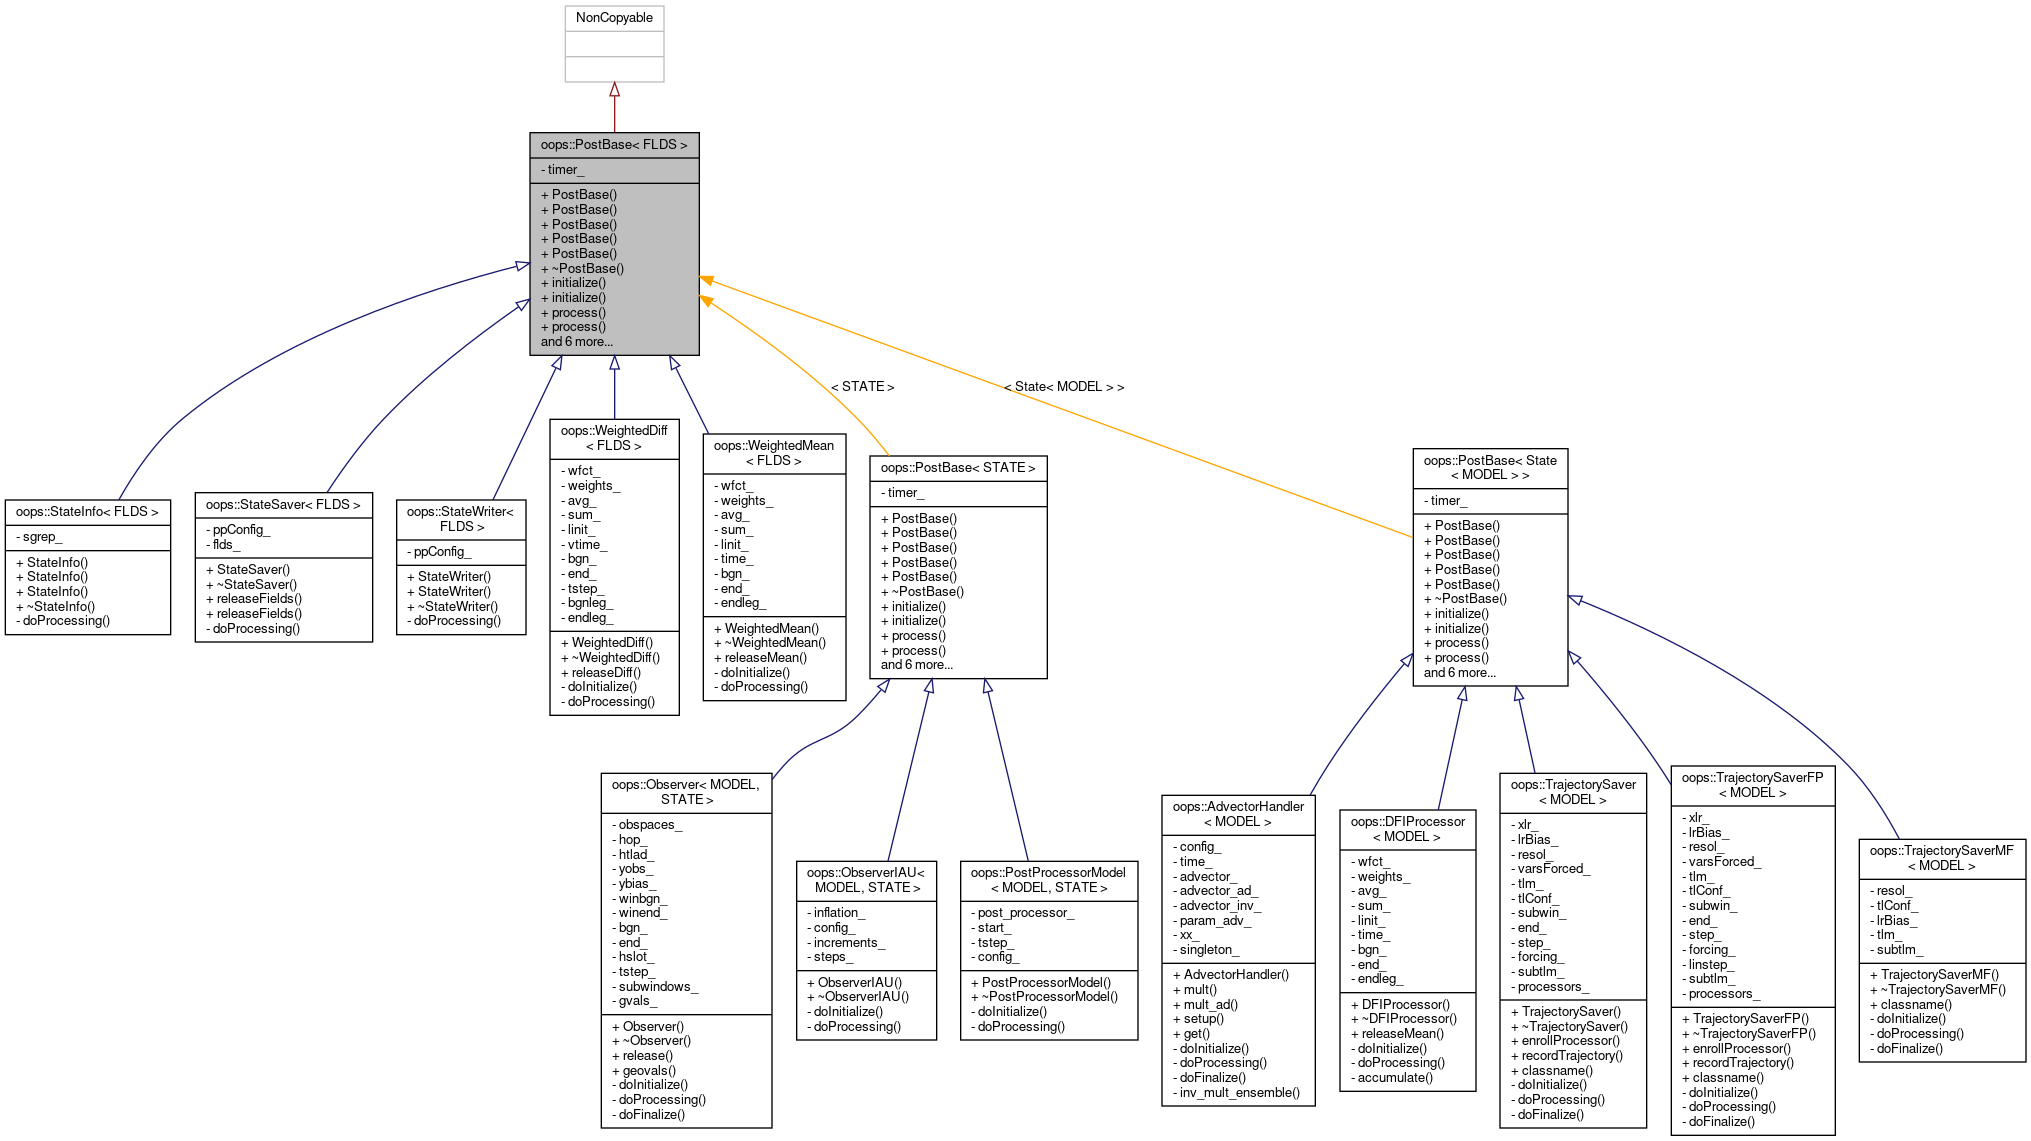 NonCopyable
oops::PostBase< FLDS >
- timer_
+ PostBase()
+ PostBase()
+ PostBase()
+ PostBase()
+ PostBase()
+ ~PostBase()
+ initialize()
+ initialize()
+ process()
+ process()
and 6 more...
< STATE >
< State< MODEL > >
oops::StateInfo< FLDS >
- sgrep_
+ StateInfo()
+ StateInfo()
+ StateInfo()
+ ~StateInfo()
- doProcessing()
oops::StateSaver< FLDS >
- ppConfig_
- flds_
+ StateSaver()
+ ~StateSaver()
+ releaseFields()
+ releaseFields()
- doProcessing()
oops::StateWriter<
FLDS >
- ppConfig_
+ StateWriter()
+ StateWriter()
+ ~StateWriter()
- doProcessing()
oops::WeightedDiff
< FLDS >
- wfct_
- weights_
- avg_
- sum_
- linit_
- vtime_
- bgn_
- end_
- tstep_
- bgnleg_
- endleg_
+ WeightedDiff()
+ ~WeightedDiff()
+ releaseDiff()
- doInitialize()
- doProcessing()
oops::WeightedMean
< FLDS >
- wfct_
- weights_
- avg_
- sum_
- linit_
- time_
- bgn_
- end_
- endleg_
+ WeightedMean()
+ ~WeightedMean()
+ releaseMean()
- doInitialize()
- doProcessing()
oops::PostBase< STATE >
- timer_
+ PostBase()
+ PostBase()
+ PostBase()
+ PostBase()
+ PostBase()
+ ~PostBase()
+ initialize()
+ initialize()
+ process()
+ process()
and 6 more...
oops::PostBase< State
< MODEL > >
- timer_
+ PostBase()
+ PostBase()
+ PostBase()
+ PostBase()
+ PostBase()
+ ~PostBase()
+ initialize()
+ initialize()
+ process()
+ process()
and 6 more...
oops::Observer< MODEL,
STATE >
- obspaces_
- hop_
- htlad_
- yobs_
- ybias_
- winbgn_
- winend_
- bgn_
- end_
- hslot_
- tstep_
- subwindows_
- gvals_
+ Observer()
+ ~Observer()
+ release()
+ geovals()
- doInitialize()
- doProcessing()
- doFinalize()
oops::ObserverIAU<
MODEL, STATE >
- inflation_
- config_
- increments_
- steps_
+ ObserverIAU()
+ ~ObserverIAU()
- doInitialize()
- doProcessing()
oops::PostProcessorModel
< MODEL, STATE >
- post_processor_
- start_
- tstep_
- config_
+ PostProcessorModel()
+ ~PostProcessorModel()
- doInitialize()
- doProcessing()
oops::AdvectorHandler
< MODEL >
- config_
- time_
- advector_
- advector_ad_
- advector_inv_
- param_adv_
- xx_
- singleton_
+ AdvectorHandler()
+ mult()
+ mult_ad()
+ setup()
+ get()
- doInitialize()
- doProcessing()
- doFinalize()
- inv_mult_ensemble()
oops::DFIProcessor
< MODEL >
- wfct_
- weights_
- avg_
- sum_
- linit_
- time_
- bgn_
- end_
- endleg_
+ DFIProcessor()
+ ~DFIProcessor()
+ releaseMean()
- doInitialize()
- doProcessing()
- accumulate()
oops::TrajectorySaver
< MODEL >
- xlr_
- lrBias_
- resol_
- varsForced_
- tlm_
- tlConf_
- subwin_
- end_
- step_
- forcing_
- subtlm_
- processors_
+ TrajectorySaver()
+ ~TrajectorySaver()
+ enrollProcessor()
+ recordTrajectory()
+ classname()
- doInitialize()
- doProcessing()
- doFinalize()
oops::TrajectorySaverFP
< MODEL >
- xlr_
- lrBias_
- resol_
- varsForced_
- tlm_
- tlConf_
- subwin_
- end_
- step_
- forcing_
- linstep_
- subtlm_
- processors_
+ TrajectorySaverFP()
+ ~TrajectorySaverFP()
+ enrollProcessor()
+ recordTrajectory()
+ classname()
- doInitialize()
- doProcessing()
- doFinalize()
oops::TrajectorySaverMF
< MODEL >
- resol_
- tlConf_
- lrBias_
- tlm_
- subtlm_
+ TrajectorySaverMF()
+ ~TrajectorySaverMF()
+ classname()
- doInitialize()
- doProcessing()
- doFinalize()